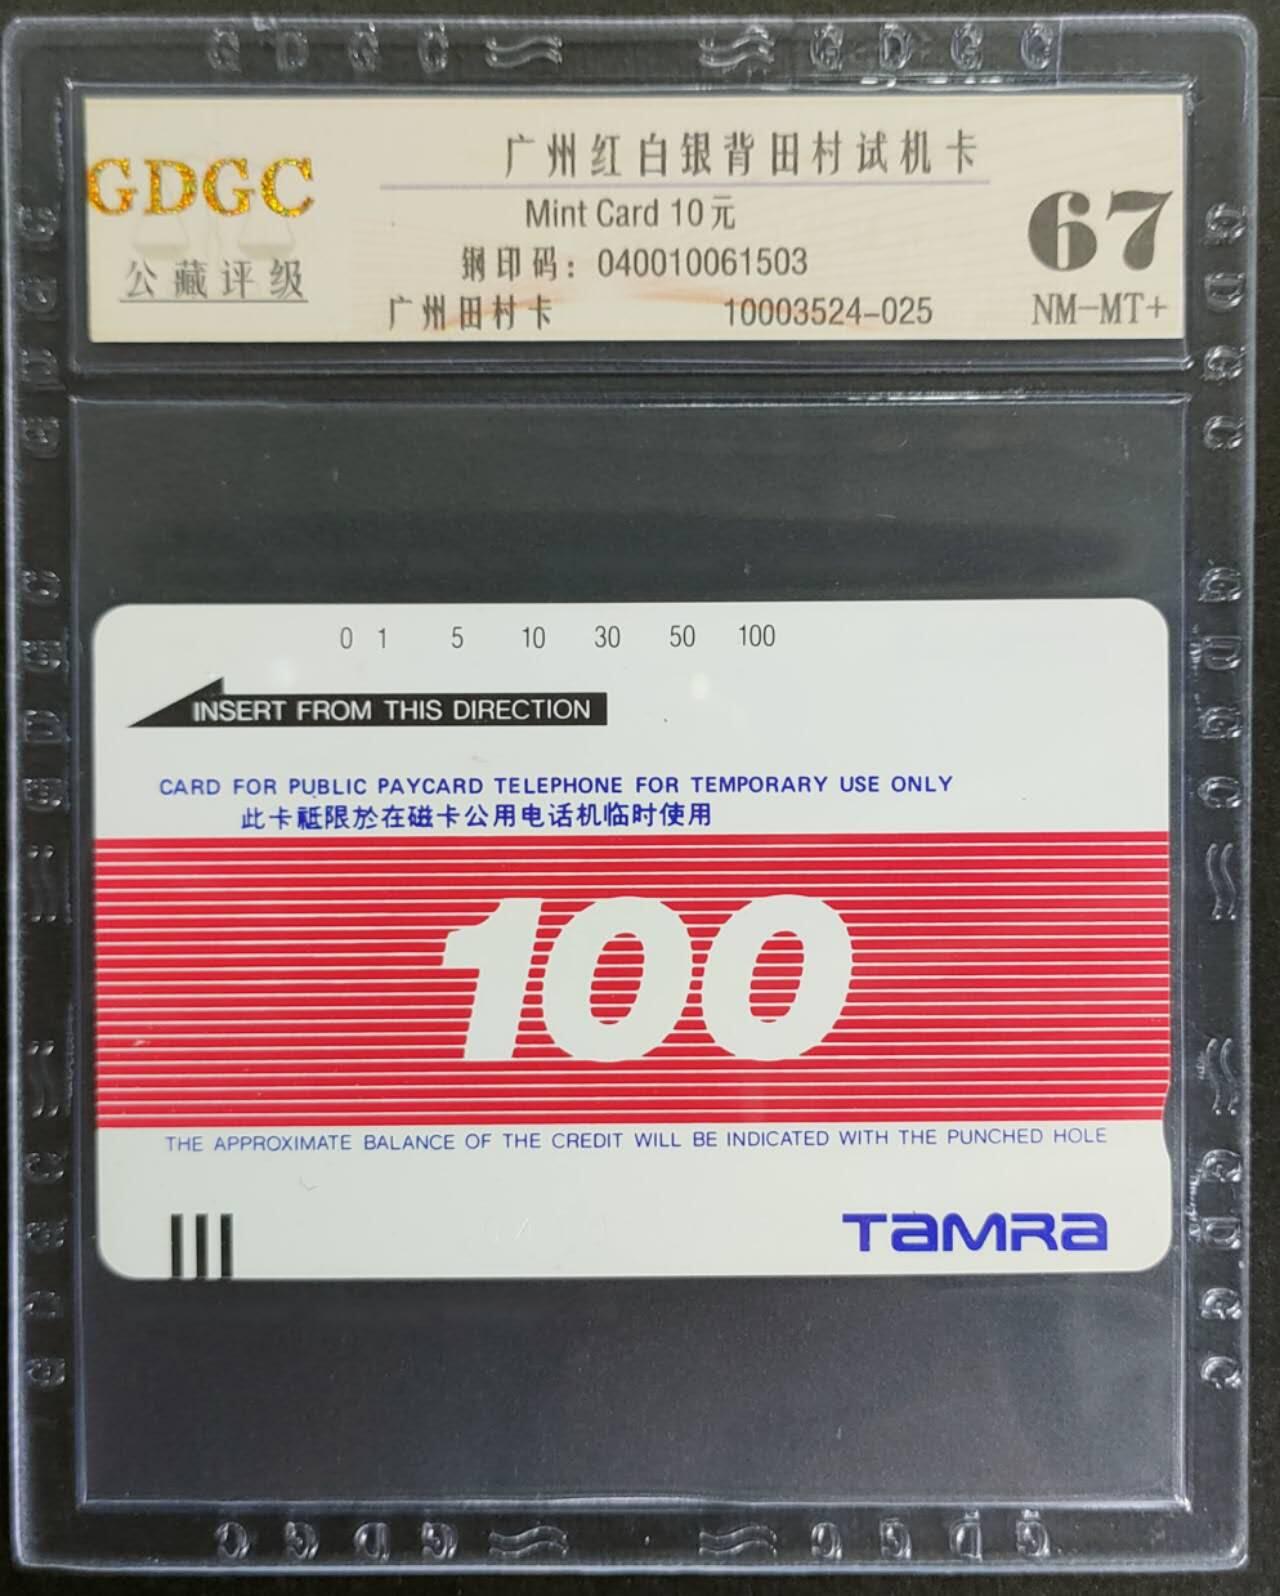 GDGC
公藏评级
广州红白银背田村试机卡
Mint Card 10元
钢印码：040010061503
广州田村卡 10003524-025
67
NM-MT+
0 1 5 10 30 50 100
INSERT FROM THIS DIRECTION
CARD FOR PUBLIC PAYCARD TELEPHONE FOR TEMPORARY USE ONLY
此卡祗限於在磁卡公用电话机临时使用
100
THE APPROXIMATE BALANCE OF THE CREDIT WILL BE INDICATED WITH THE PUNCHED HOLE
TAMRA